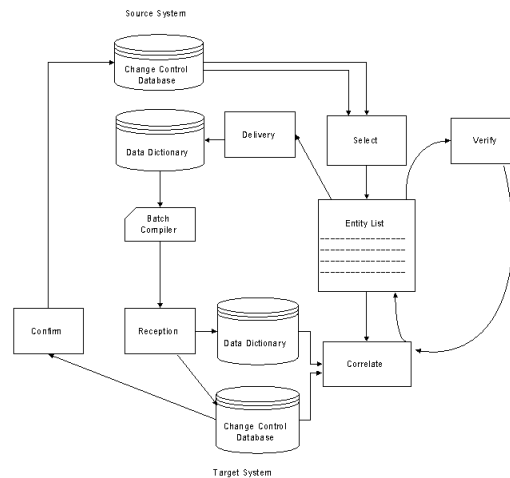 Source System
Change Control
Database
Delivery
Select
Verify
Data Dictionary
Batch
Compiler
Entity List
Confirm
Reception
Data Dictionary
Correlate
Change Control
Database
Target System